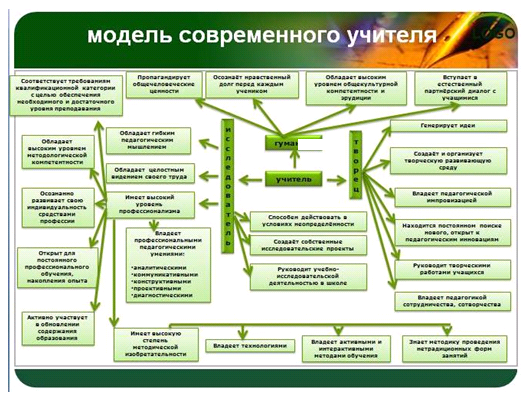 модель современного учителя
LOGO
Соответствует требованиям
квалификационной категории
с целью обеспечения
необходимого и достаточного
уровня преподавания
Пропагандирует
общечеловеческие
ценности
Осознаёт нравственный
долг перед каждым
учеником
Обладает высоким
уровнем общекультурной
компетентности и
эрудиции
Вступает в
естественный
партнёрский диалог с
учащимися
Обладает
высоким уровнем
методологической
компетентности
Обладает гибким
педагогическим
мышлением
исследователь
гуман
творец
Генерирует идеи
Создаёт и организует
творческую развивающую
среду
Обладает целостным
видением своего труда
учитель
Осознанно
развивает свою
индивидуальность
средствами
профессии
Имеет высокий
уровень
профессионализма
Владеет педагогической
импровизацией
Способен действовать в
условиях неопределённости
Находится постоянном поиске
нового, открыт к
педагогическим инновациям
Владеет
профессиональными
педагогическими
умениями:
•аналитическими
•коммуникативными
•конструктивными
•проективными
•диагностическими
Создаёт собственные
исследовательские проекты
Открыт для
постоянного
профессионального
обучения,
накопления опыта
Руководит учебно-
исследовательской
деятельностью в школе
Руководит творческими
работами учащихся
Владеет педагогикой
сотрудничества, сотворчества
Активно участвует
в обновлении
содержания
образования
Имеет высокую
степень
методической
изобретательности
Владеет технологиями
Владеет активными и
интерактивными
методами обучения
Знает методику проведения
нетрадиционных форм
занятий